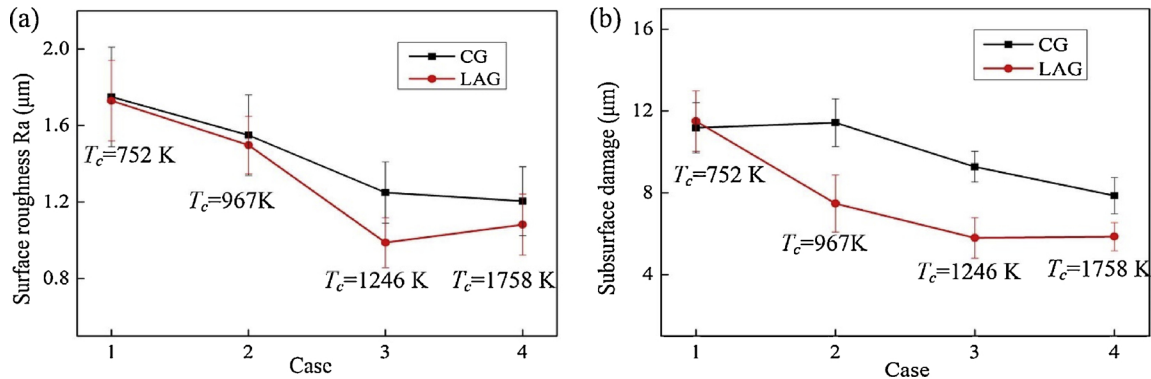 (a)
Surface roughness Ra (μm)
2.0
1.6
1.2
0.8
CG
LAG
Tc=752 K
Tc=967K
Tc=1246 K
Tc=1758 K
1 2 3 4
Case
(b)
Subsurface damage (μm)
16
12
8
4
CG
LAG
Tc=752 K
Tc=967K
Tc=1246 K
Tc=1758 K
1 2 3 4
Case